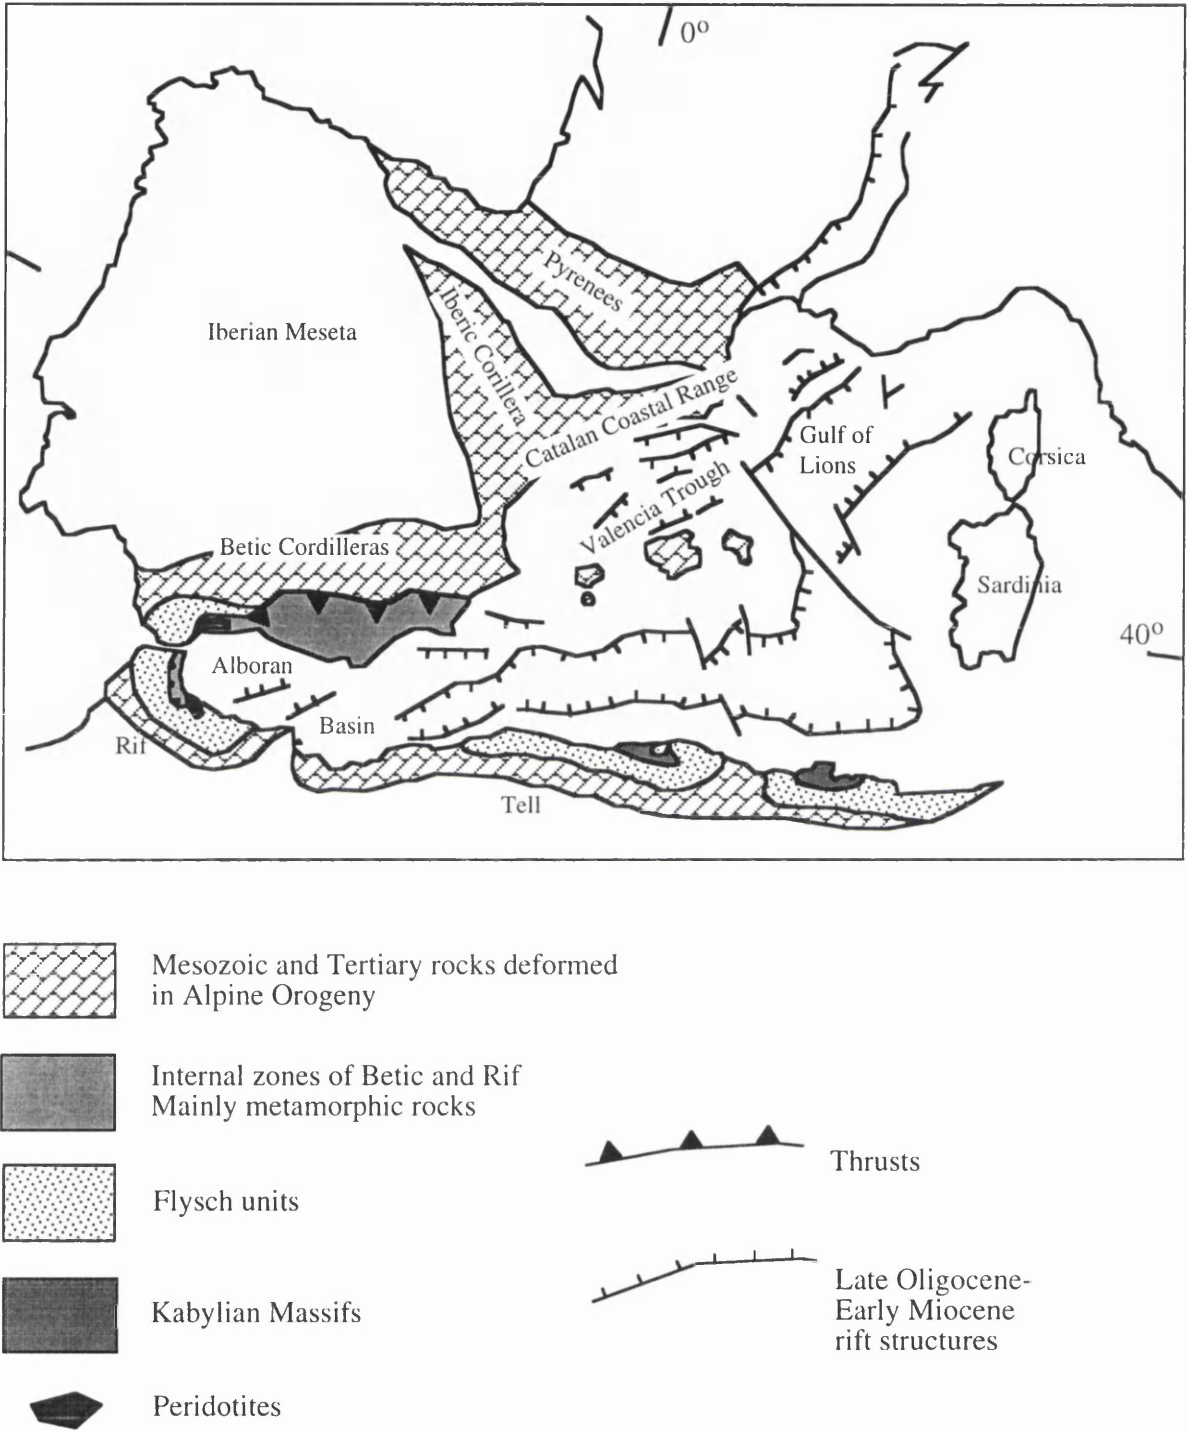 0º
Pyrenees
Iberian Meseta
Iberic Corillera
Catalan Coastal Range
Gulf of
Lions
Corsica
Valencia Trough
Betic Cordilleras
Sardinia
40º
Alboran
Basin
Rif
Tell
Mesozoic and Tertiary rocks deformed
in Alpine Orogeny
Internal zones of Betic and Rif
Mainly metamorphic rocks
Thrusts
Flysch units
Late Oligocene-
Early Miocene
rift structures
Kabylian Massifs
Peridotites